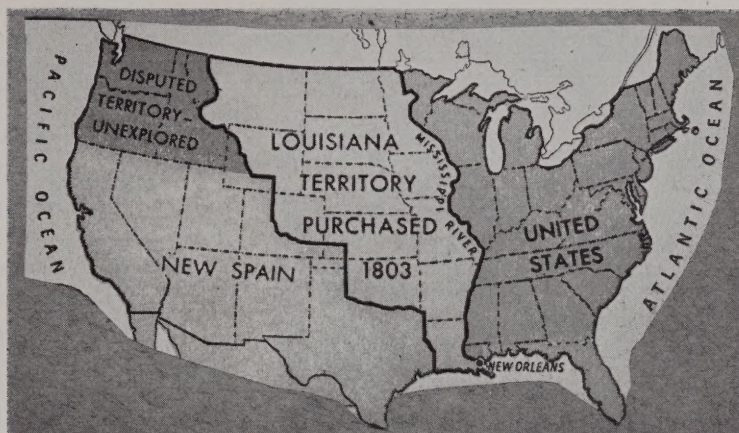 PACIFIC OCEAN
DISPUTED
TERRITORY–
UNEXPLORED
NEW SPAIN
LOUISIANA
TERRITORY
PURCHASED
1803
MISSISSIPPI RIVER
UNITED
STATES
NEW ORLEANS
ATLANTIC OCEAN